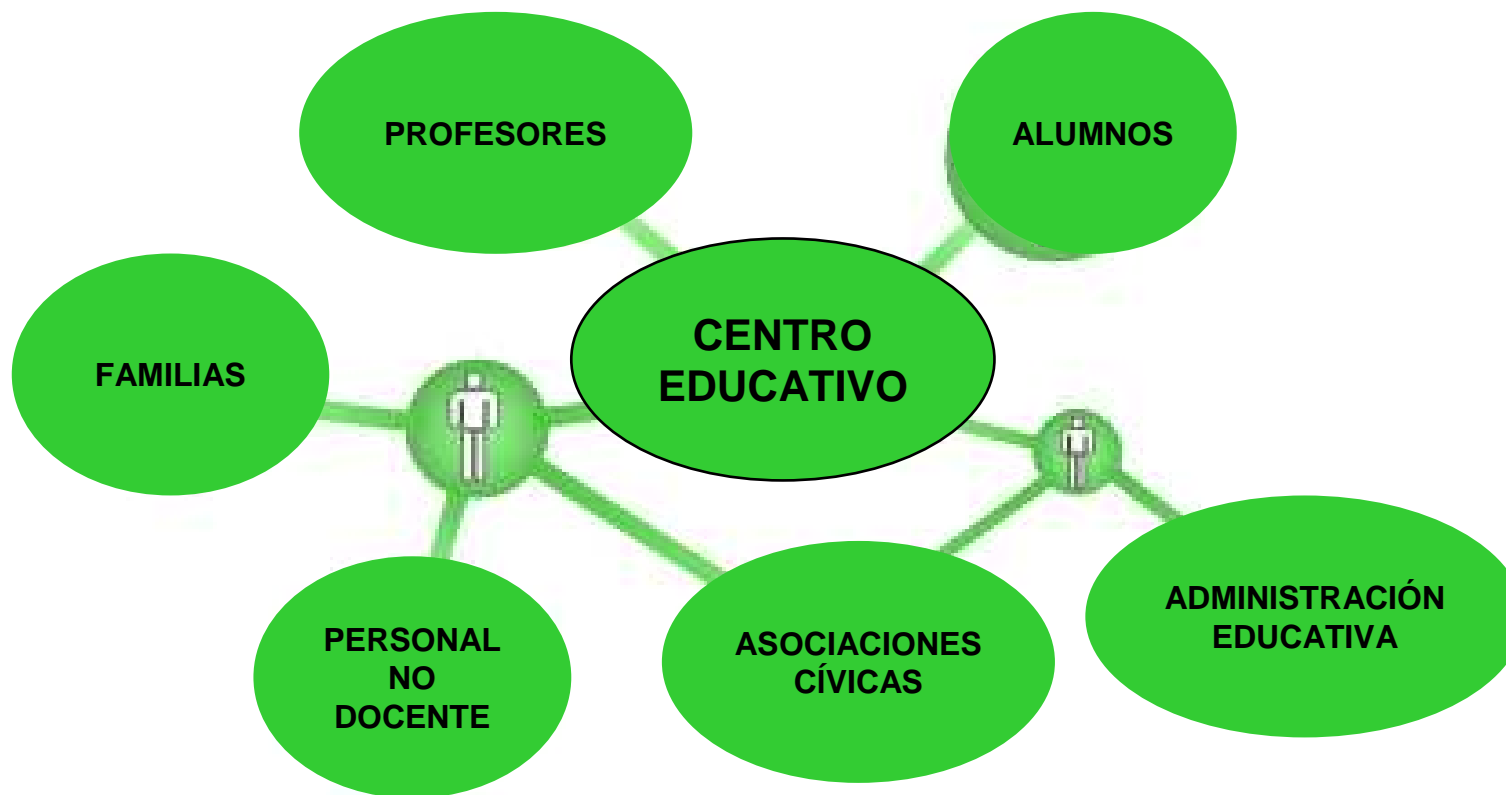 PROFESORES
ALUMNOS
CENTRO
EDUCATIVO
FAMILIAS
PERSONAL
NO
DOCENTE
ASOCIACIONES
CÍVICAS
ADMINISTRACIÓN
EDUCATIVA